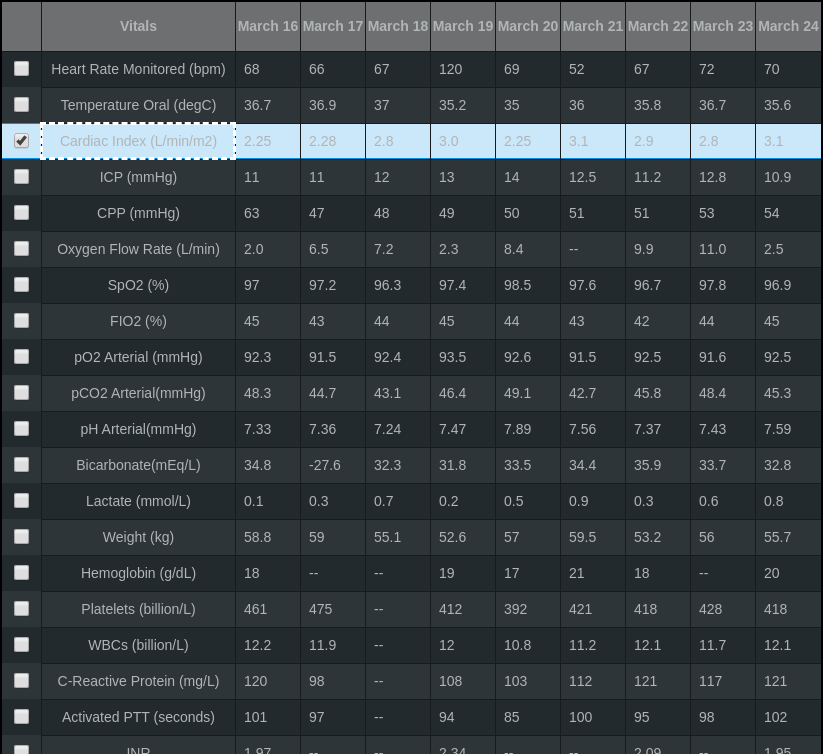 Vitals March 16 March 17 March 18 March 19 March 20 March 21 March 22 March 23 March 24
Heart Rate Monitored (bpm) 68 66 67 120 69 52 67 72 70
Temperature Oral (degC) 36.7 36.9 37 35.2 35 36 35.8 36.7 35.6
Cardiac Index (L/min/m2) 2.25 2.28 2.8 3.0 2.25 3.1 2.9 2.8 3.1
ICP (mmHg) 11 11 12 13 14 12.5 11.2 12.8 10.9
CPP (mmHg) 63 47 48 49 50 51 51 53 54
Oxygen Flow Rate (L/min) 2.0 6.5 7.2 2.3 8.4 -- 9.9 11.0 2.5
SpO2 (%) 97 97.2 96.3 97.4 98.5 97.6 96.7 97.8 96.9
FIO2 (%) 45 43 44 45 44 43 42 44 45
pO2 Arterial (mmHg) 92.3 91.5 92.4 93.5 92.6 91.5 92.5 91.6 92.5
pCO2 Arterial(mmHg) 48.3 44.7 43.1 46.4 49.1 42.7 45.8 48.4 45.3
pH Arterial(mmHg) 7.33 7.36 7.24 7.47 7.89 7.56 7.37 7.43 7.59
Bicarbonate(mEq/L) 34.8 -27.6 32.3 31.8 33.5 34.4 35.9 33.7 32.8
Lactate (mmol/L) 0.1 0.3 0.7 0.2 0.5 0.9 0.3 0.6 0.8
Weight (kg) 58.8 59 55.1 52.6 57 59.5 53.2 56 55.7
Hemoglobin (g/dL) 18 -- -- 19 17 21 18 -- 20
Platelets (billion/L) 461 475 -- 412 392 421 418 428 418
WBCs (billion/L) 12.2 11.9 -- 12 10.8 11.2 12.1 11.7 12.1
C-Reactive Protein (mg/L) 120 98 -- 108 103 112 121 117 121
Activated PTT (seconds) 101 97 -- 94 85 100 95 98 102
INR 1.97 -- -- 2.34 -- -- 2.09 -- 1.95